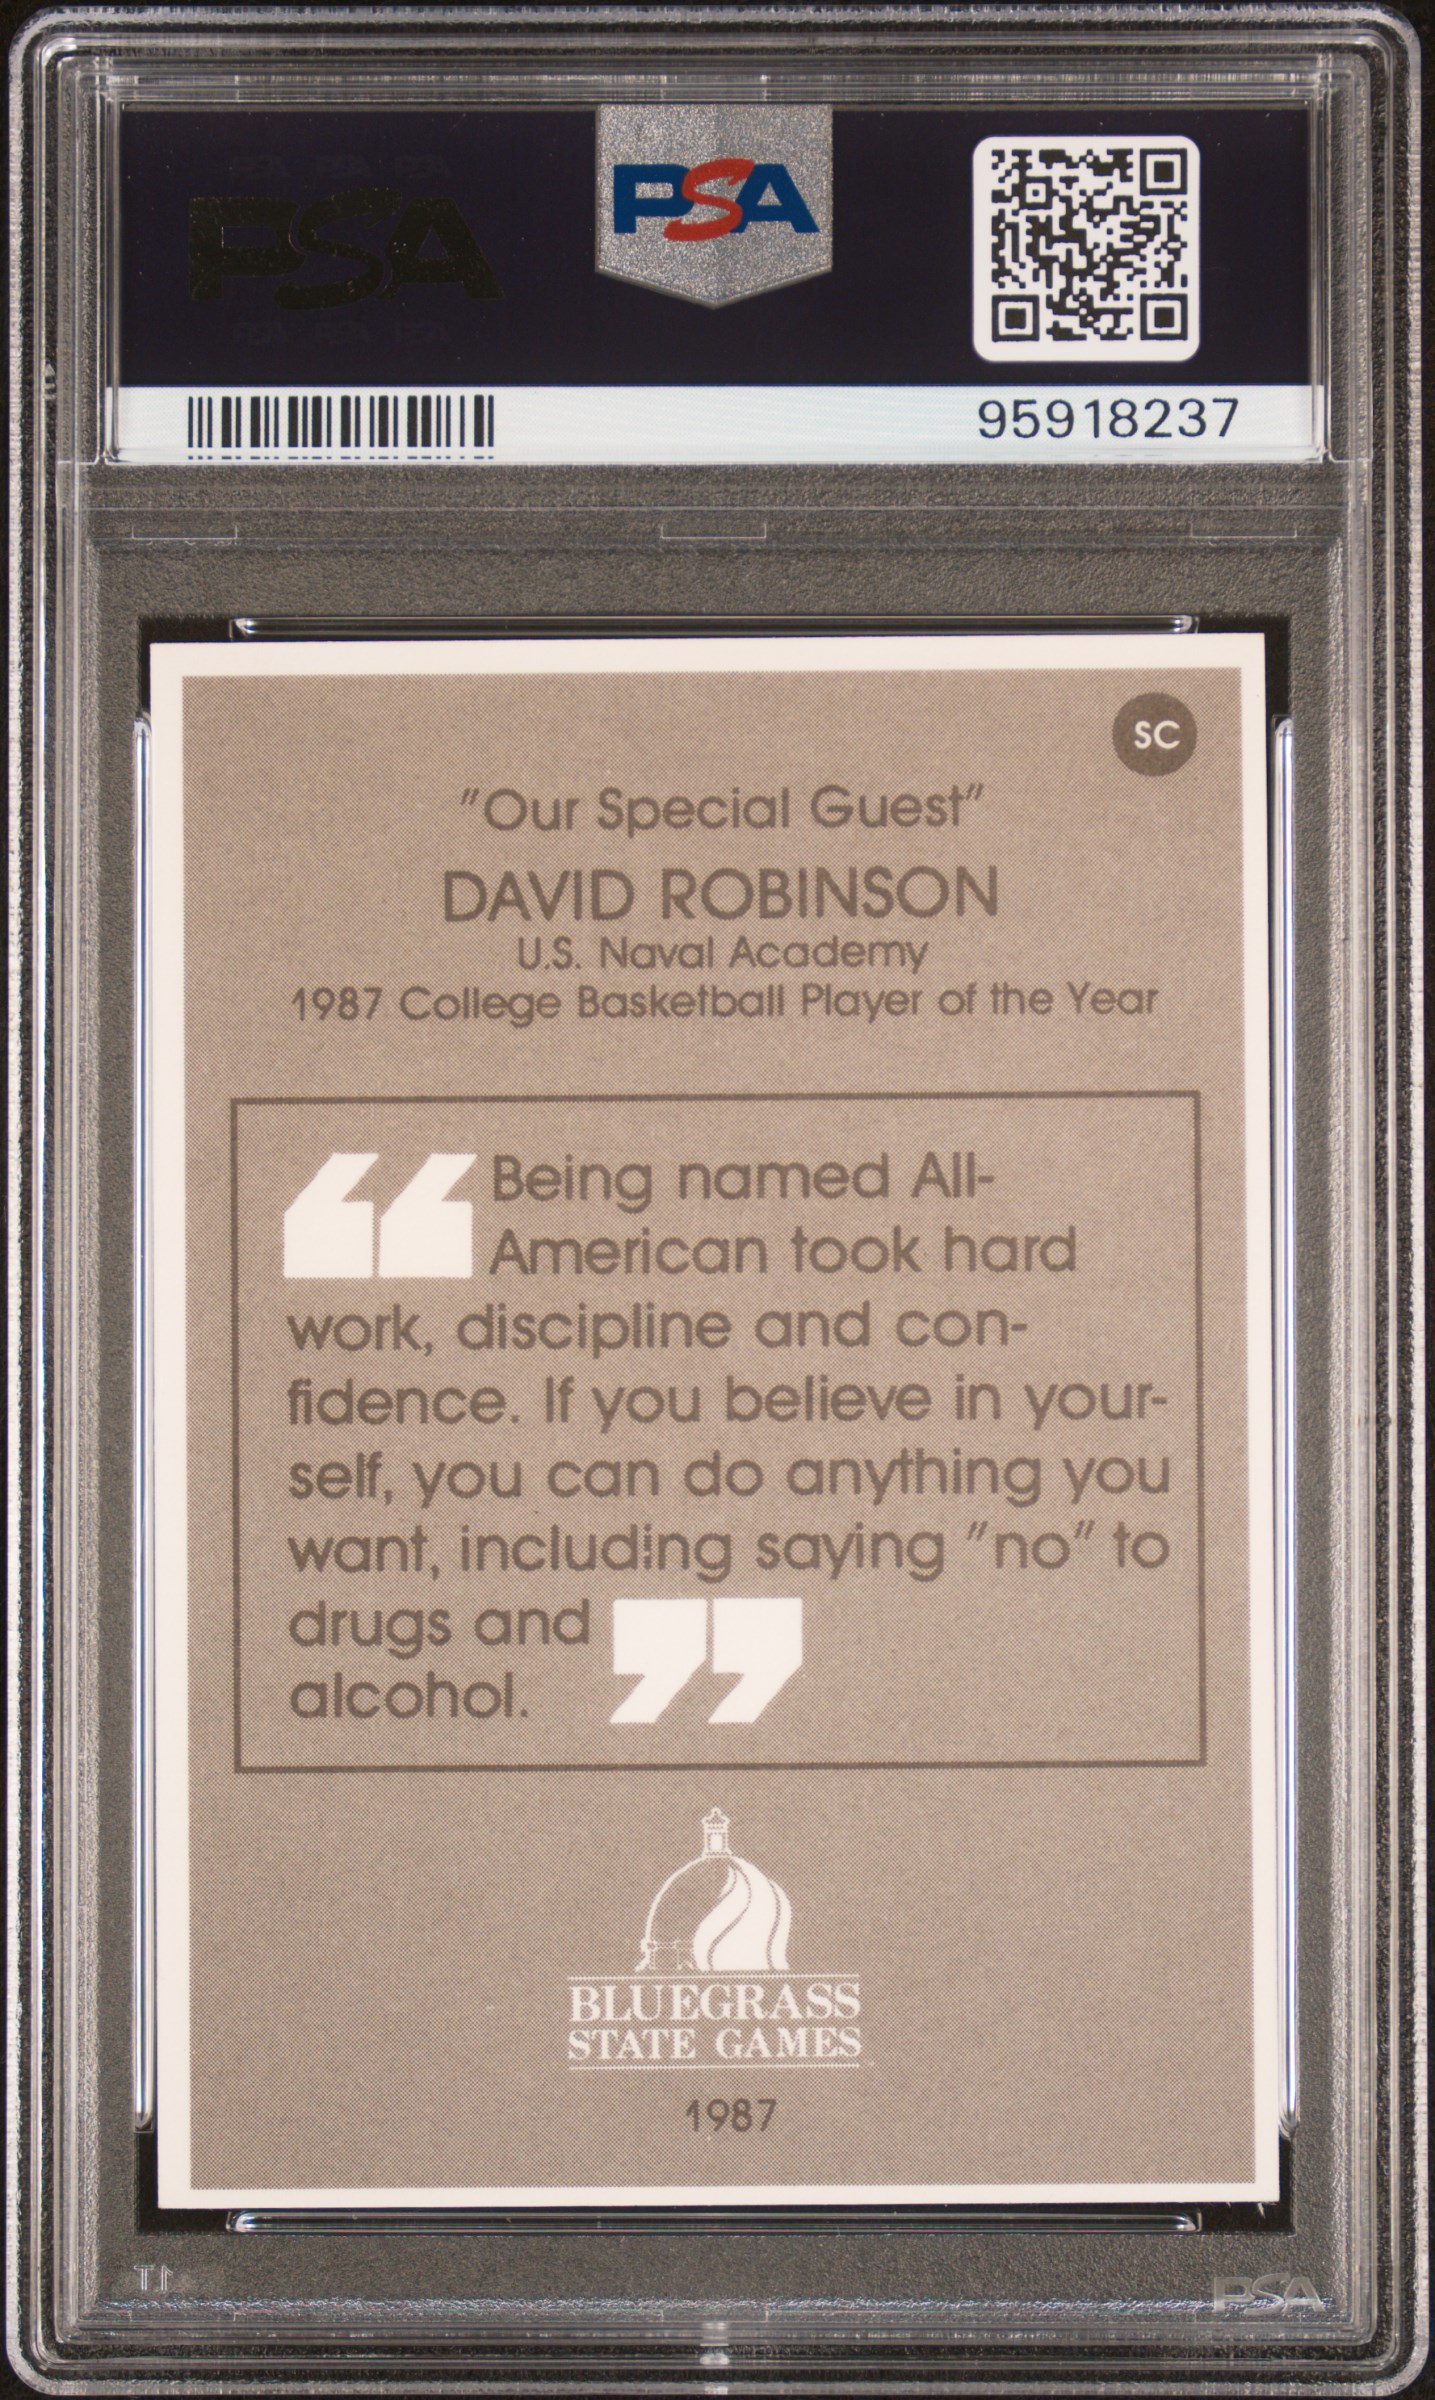 PSA
PSA
95918237
SC
"Our Special Guest"
DAVID ROBINSON
U.S. Naval Academy
1987 College Basketball Player of the Year
“Being named All-
American took hard
work, discipline and con-
fidence. If you believe in your-
self, you can do anything you
want, including saying "no" to
drugs and
alcohol.”
BLUEGRASS
STATE GAMES
1987
PSA